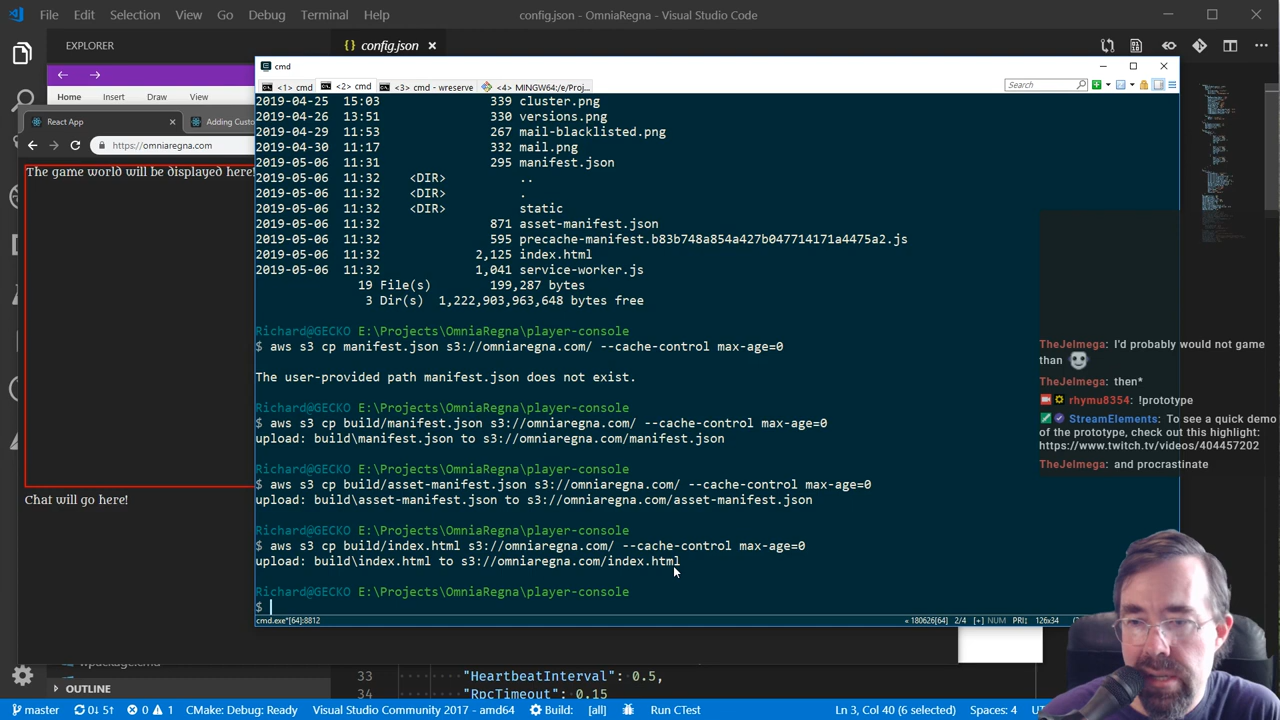 File Edit Selection View Go Debug Terminal Help
config.json - OmniaRegna - Visual Studio Code
EXPLORER
config.json
cmd
Home Insert Draw View
<1> cmd <2> cmd <3> cmd - wreserve <4> MINGW64:/e/Proj...
Search
React App
https://omniaregna.com
The game world will be displayed here!
Chat will go here!
2019-04-25 15:03 339 cluster.png
2019-04-26 13:51 330 versions.png
2019-04-29 11:53 267 mail-blacklisted.png
2019-04-30 11:17 332 mail.png
2019-05-06 11:31 295 manifest.json
2019-05-06 11:32 <DIR> ..
2019-05-06 11:32 <DIR> .
2019-05-06 11:32 <DIR> static
2019-05-06 11:32 871 asset-manifest.json
2019-05-06 11:32 595 precache-manifest.b83b748a854a427b047714171a4475a2.js
2019-05-06 11:32 2,125 index.html
2019-05-06 11:32 1,041 service-worker.js
19 File(s) 199,287 bytes
3 Dir(s) 1,222,903,963,648 bytes free
Richard@GECKO E:\Projects\OmniaRegna\player-console
$ aws s3 cp manifest.json s3://omniaregna.com/ --cache-control max-age=0
The user-provided path manifest.json does not exist.
Richard@GECKO E:\Projects\OmniaRegna\player-console
$ aws s3 cp build/manifest.json s3://omniaregna.com/ --cache-control max-age=0
upload: build\manifest.json to s3://omniaregna.com/manifest.json
Richard@GECKO E:\Projects\OmniaRegna\player-console
$ aws s3 cp build/asset-manifest.json s3://omniaregna.com/ --cache-control max-age=0
upload: build\asset-manifest.json to s3://omniaregna.com/asset-manifest.json
Richard@GECKO E:\Projects\OmniaRegna\player-console
$ aws s3 cp build/index.html s3://omniaregna.com/ --cache-control max-age=0
upload: build\index.html to s3://omniaregna.com/index.html
Richard@GECKO E:\Projects\OmniaRegna\player-console
$
cmd.exe*[64]:8812
« 180626[64] 2/4 [+] NUM PRI: 126x34
TheJelmega: I'd probably would not game
than
TheJelmega: then*
rhymu8354: !prototype
StreamElements: To see a quick demo
of the prototype, check out this highlight:
https://www.twitch.tv/videos/404457202
TheJelmega: and procrastinate
OUTLINE
33 "HeartbeatInterval": 0.5,
34 "RpcTimeout": 0.15
master 0↓ 5↑ 0 1 CMake: Debug: Ready Visual Studio Community 2017 - amd64 Build: [all] Run CTest Ln 3, Col 40 (6 selected) Spaces: 4